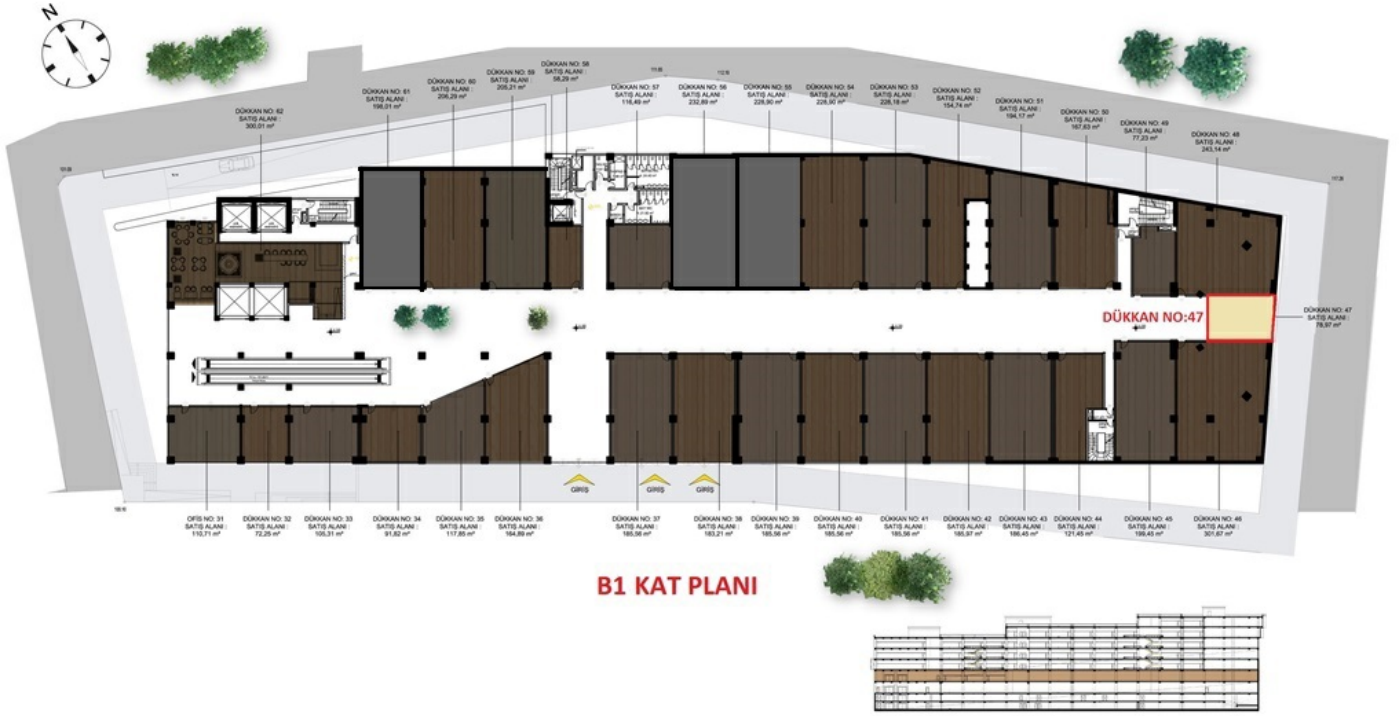 N
DÜKKAN NO: 58
SATIŞ ALANI :
58,29 m²
DÜKKAN NO: 59
SATIŞ ALANI :
205,21 m²
DÜKKAN NO: 60
SATIŞ ALANI :
206,29 m²
DÜKKAN NO: 61
SATIŞ ALANI :
198,01 m²
DÜKKAN NO: 62
SATIŞ ALANI :
300,01 m²
DÜKKAN NO: 57
SATIŞ ALANI :
116,49 m²
DÜKKAN NO: 56
SATIŞ ALANI :
232,89 m²
DÜKKAN NO: 55
SATIŞ ALANI :
228,90 m²
DÜKKAN NO: 54
SATIŞ ALANI :
228,90 m²
DÜKKAN NO: 53
SATIŞ ALANI :
228,18 m²
DÜKKAN NO: 52
SATIŞ ALANI :
154,74 m²
DÜKKAN NO: 51
SATIŞ ALANI :
194,17 m²
DÜKKAN NO: 50
SATIŞ ALANI :
167,63 m²
DÜKKAN NO: 49
SATIŞ ALANI :
77,23 m²
DÜKKAN NO: 48
SATIŞ ALANI :
243,14 m²
DÜKKAN NO:47
DÜKKAN NO: 47
SATIŞ ALANI :
78,97 m²
GİRİŞ
GİRİŞ
GİRİŞ
OFİS NO: 31
SATIŞ ALANI :
110,71 m²
DÜKKAN NO: 32
SATIŞ ALANI :
72,25 m²
DÜKKAN NO: 33
SATIŞ ALANI :
105,31 m²
DÜKKAN NO: 34
SATIŞ ALANI :
91,82 m²
DÜKKAN NO: 35
SATIŞ ALANI :
117,85 m²
DÜKKAN NO: 36
SATIŞ ALANI :
164,89 m²
DÜKKAN NO: 37
SATIŞ ALANI :
185,56 m²
DÜKKAN NO: 38
SATIŞ ALANI :
183,21 m²
DÜKKAN NO: 39
SATIŞ ALANI :
185,56 m²
DÜKKAN NO: 40
SATIŞ ALANI :
185,56 m²
DÜKKAN NO: 41
SATIŞ ALANI :
185,56 m²
DÜKKAN NO: 42
SATIŞ ALANI :
185,97 m²
DÜKKAN NO: 43
SATIŞ ALANI :
186,45 m²
DÜKKAN NO: 44
SATIŞ ALANI :
121,45 m²
DÜKKAN NO: 45
SATIŞ ALANI :
199,45 m²
DÜKKAN NO: 46
SATIŞ ALANI :
301,67 m²
B1 KAT PLANI